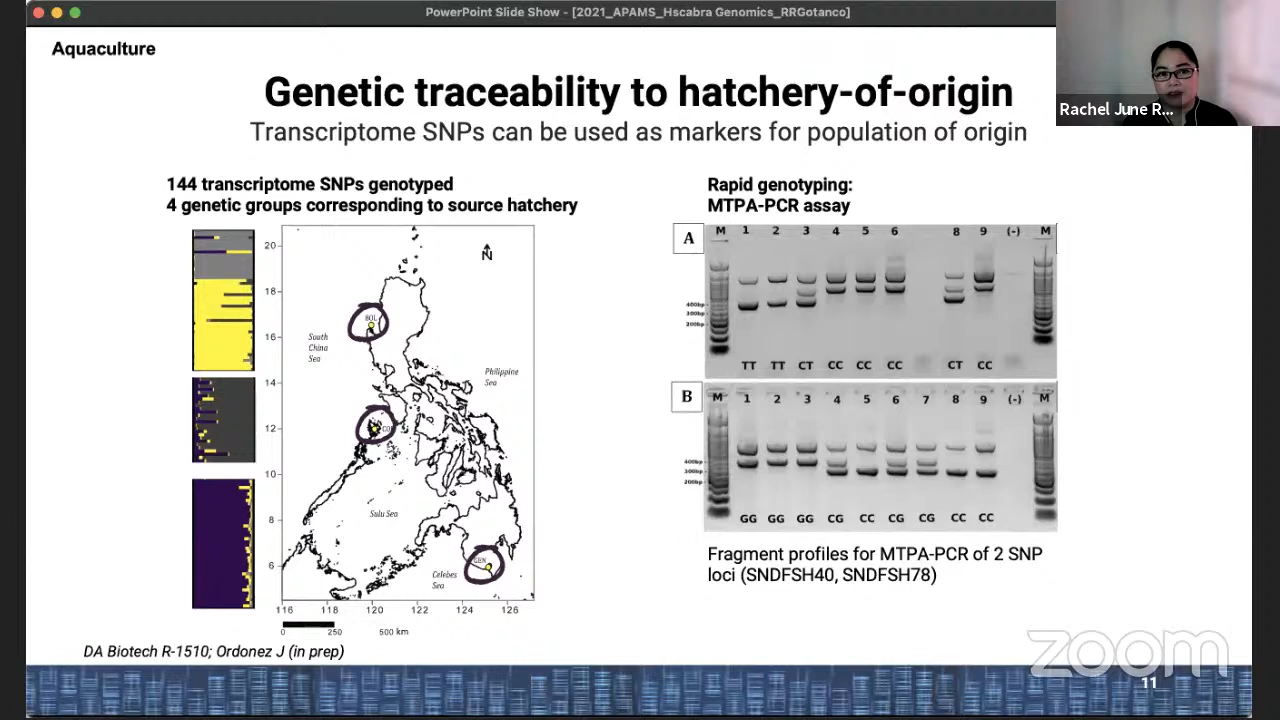 PowerPoint Slide Show - [2021_APAMS_Hscabra Genomics_RRGotanco]
Aquaculture
Rachel June R...
Genetic traceability to hatchery-of-origin
Transcriptome SNPs can be used as markers for population of origin
144 transcriptome SNPs genotyped
4 genetic groups corresponding to source hatchery
20
18
16
14
12
10
8
6
N
BOL
South
China
Sea
Philippine
Sea
Sulu Sea
GEN
Celebes
Sea
116 118 120 122 124 126
0 250 500 km
Rapid genotyping:
MTPA-PCR assay
A
M 1 2 3 4 5 6 8 9 (-) M
400bp
300bp
200bp
TT TT CT CC CC CC CT CC
B
M 1 2 3 4 5 6 7 8 9 (-) M
400bp
300bp
200bp
GG GG GG CG CC CG CG CC CC
Fragment profiles for MTPA-PCR of 2 SNP
loci (SNDFSH40, SNDFSH78)
DA Biotech R-1510; Ordonez J (in prep)
zoom
11